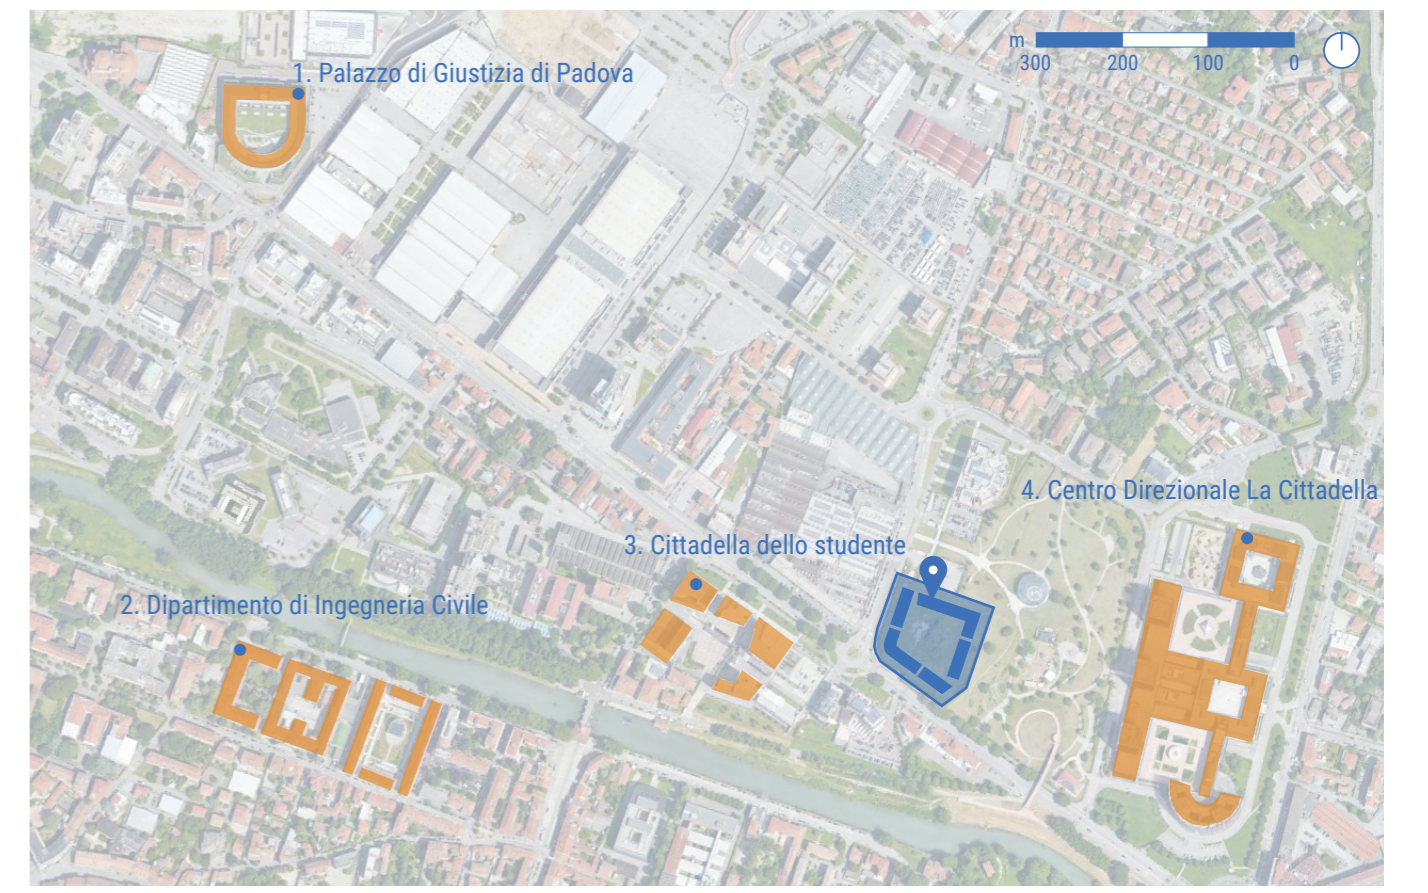 m
300 200 100 0
1. Palazzo di Giustizia di Padova
4. Centro Direzionale La Cittadella
3. Cittadella dello studente
2. Dipartimento di Ingegneria Civile